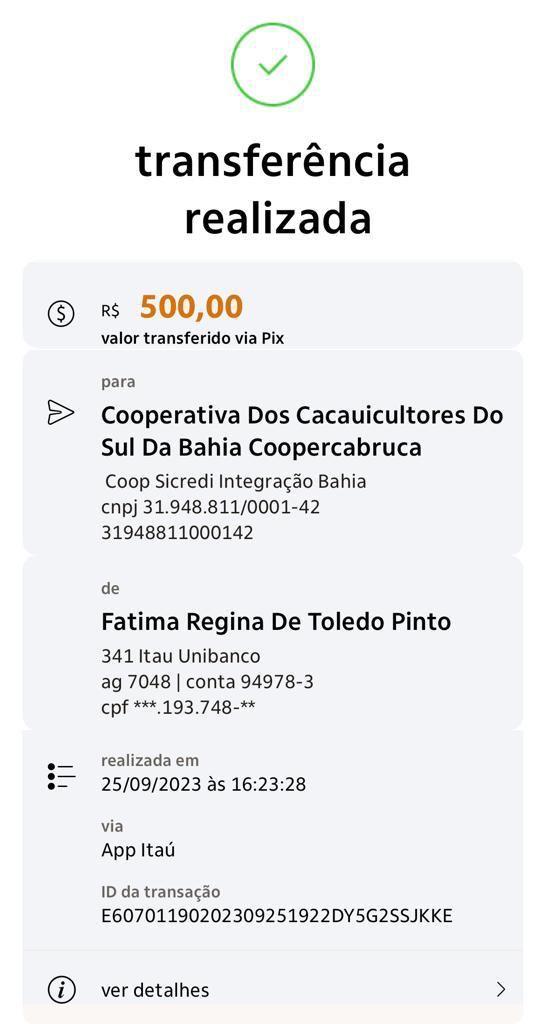 transferência
realizada
R$ 500,00
valor transferido via Pix
para
Cooperativa Dos Cacauicultores Do
Sul Da Bahia Coopercabruca
Coop Sicredi Integração Bahia
cnpj 31.948.811/0001-42
31948811000142
de
Fatima Regina De Toledo Pinto
341 Itau Unibanco
ag 7048 | conta 94978-3
cpf ***.193.748-**
realizada em
25/09/2023 às 16:23:28
via
App Itaú
ID da transação
E60701190202309251922DY5G2SSJKKE
ver detalhes